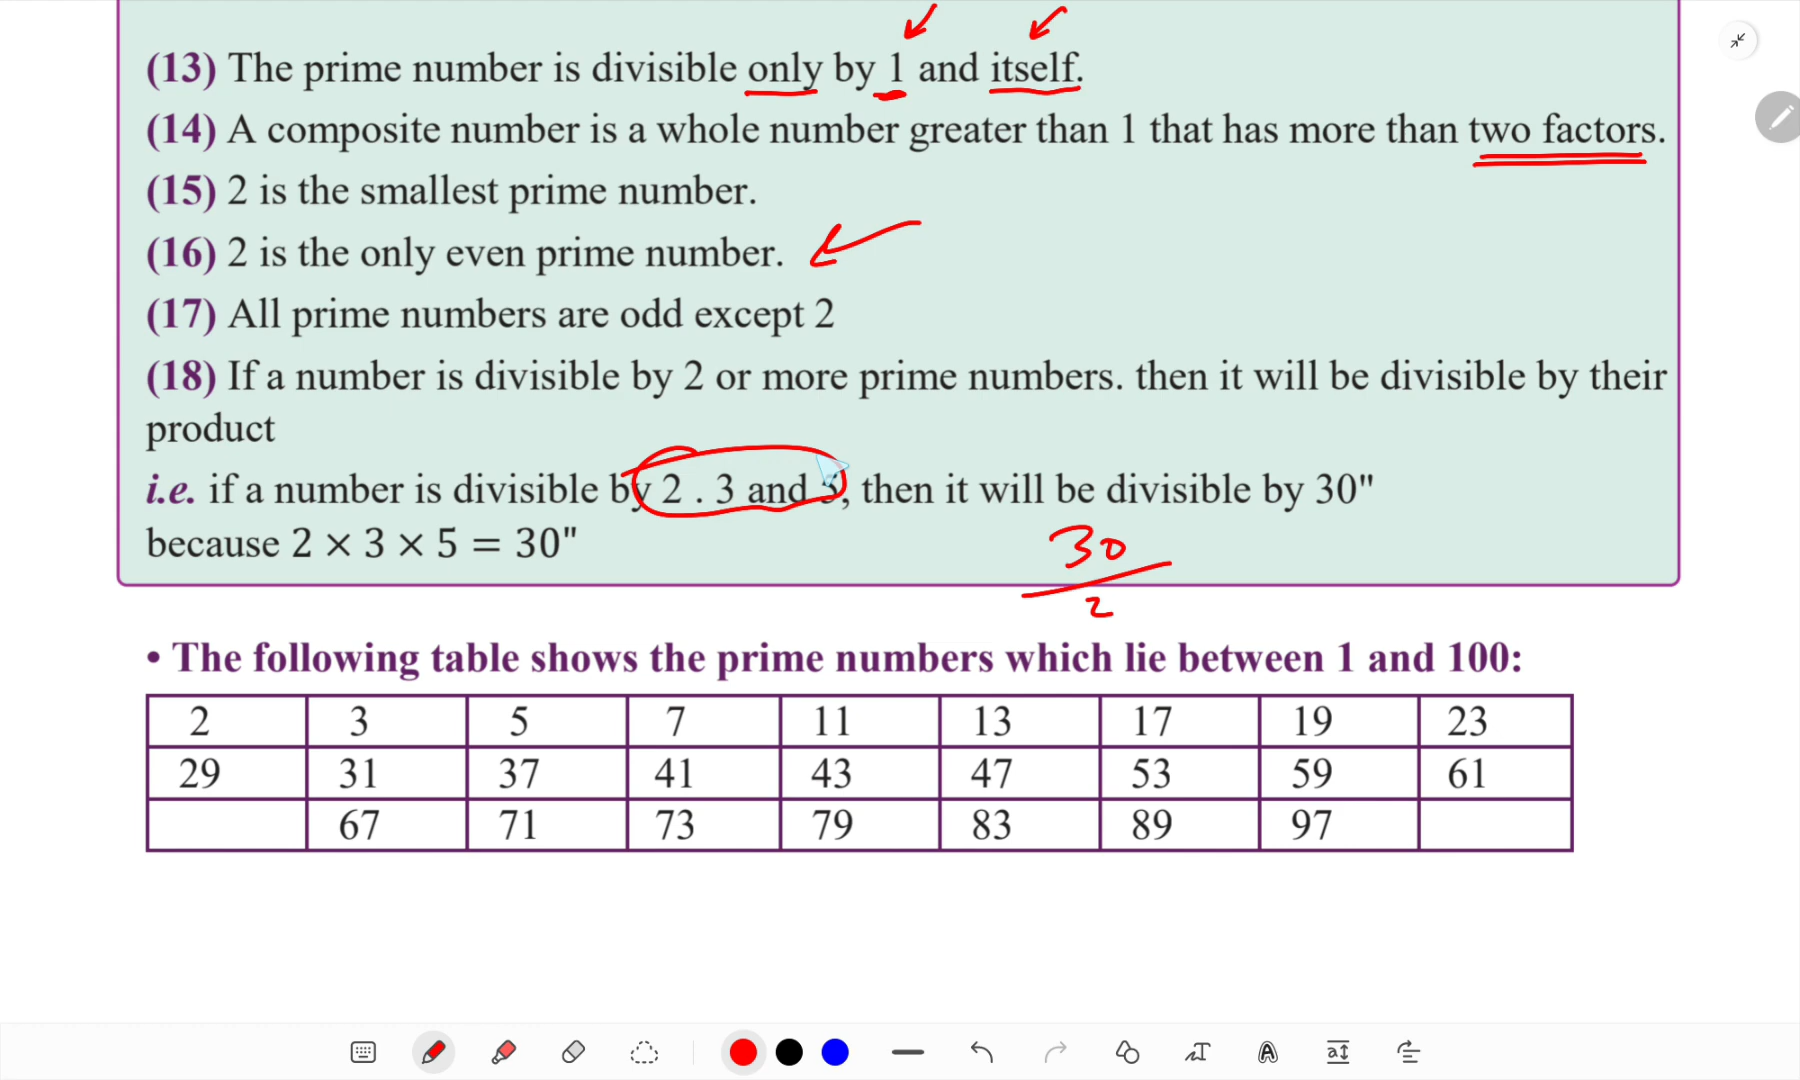 (13) The prime number is divisible only by 1 and itself.
(14) A composite number is a whole number greater than 1 that has more than two factors.
(15) 2 is the smallest prime number.
(16) 2 is the only even prime number.
(17) All prime numbers are odd except 2
(18) If a number is divisible by 2 or more prime numbers. then it will be divisible by their
product
i.e. if a number is divisible by 2 . 3 and 5, then it will be divisible by 30"
because 2 × 3 × 5 = 30"
30
2
• The following table shows the prime numbers which lie between 1 and 100:
2 3 5 7 11 13 17 19 23
29 31 37 41 43 47 53 59 61
67 71 73 79 83 89 97